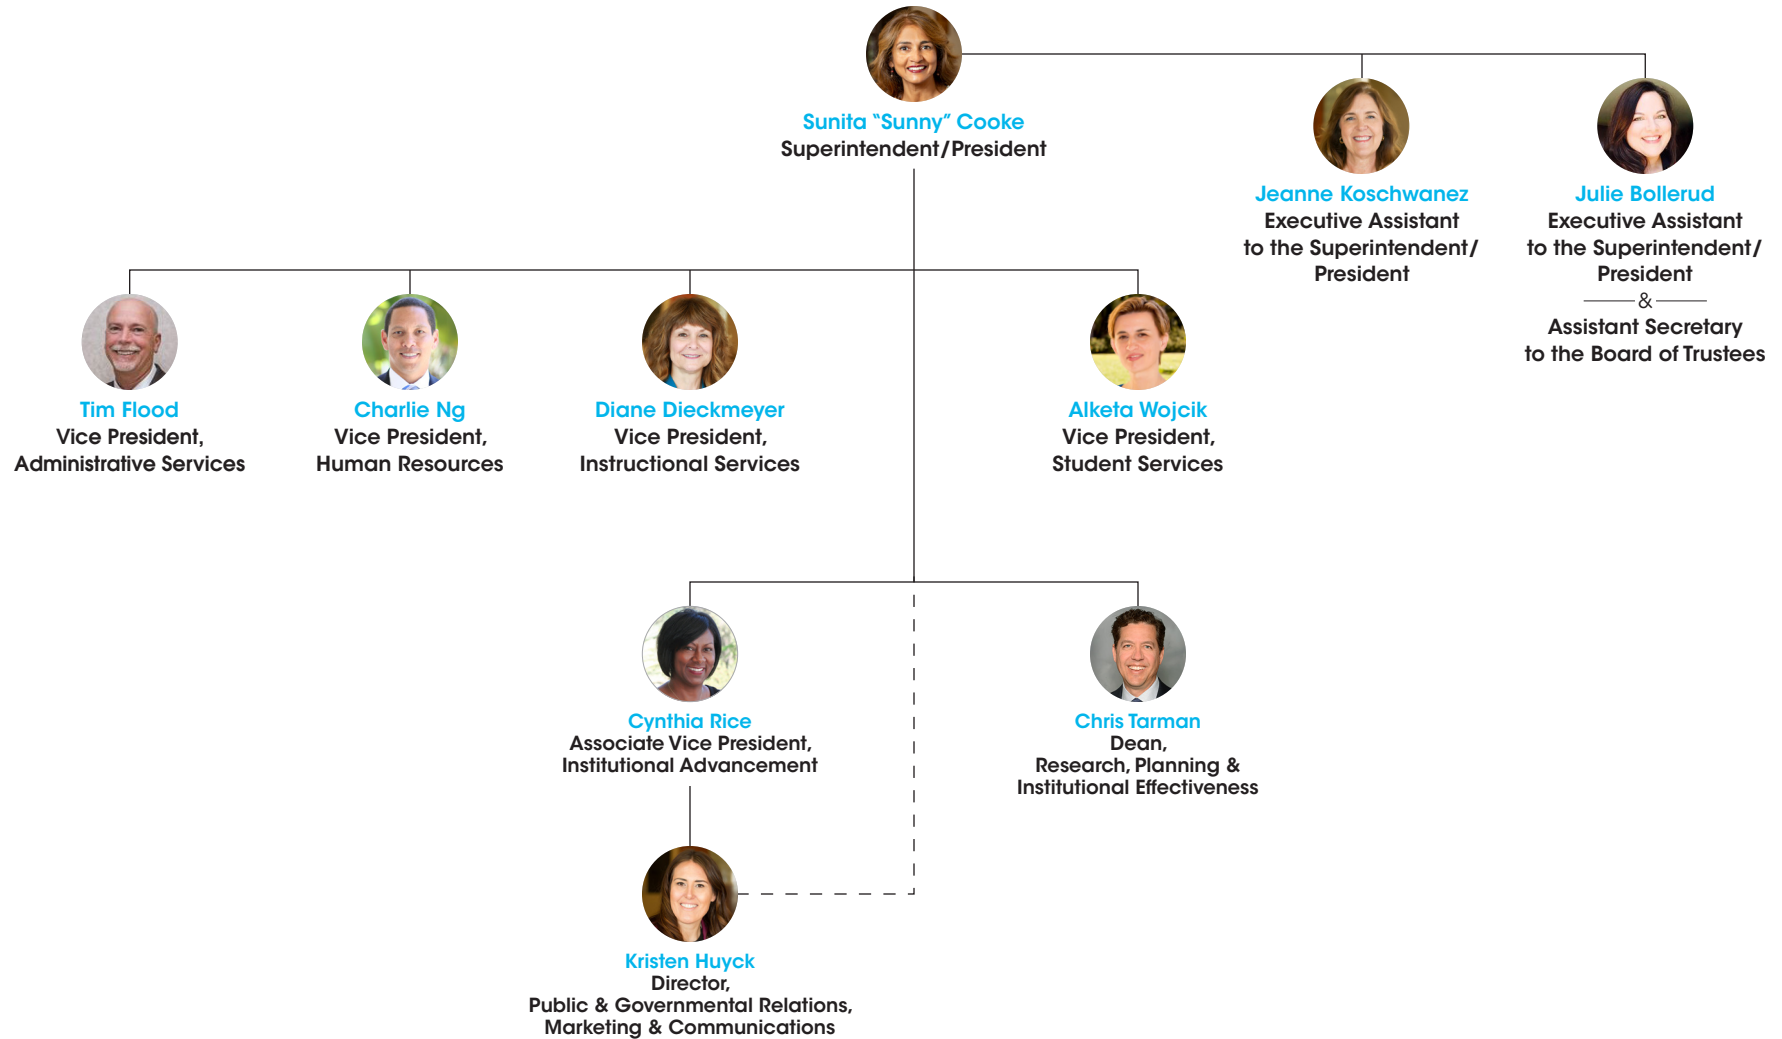 Sunita “Sunny” Cooke
Superintendent/President
Jeanne Koschwanez
Executive Assistant
to the Superintendent/
President
Julie Bollerud
Executive Assistant
to the Superintendent/
President
&
Assistant Secretary
to the Board of Trustees
Tim Flood
Vice President,
Administrative Services
Charlie Ng
Vice President,
Human Resources
Diane Dieckmeyer
Vice President,
Instructional Services
Alketa Wojcik
Vice President,
Student Services
Cynthia Rice
Associate Vice President,
Institutional Advancement
Chris Tarman
Dean,
Research, Planning &
Institutional Effectiveness
Kristen Huyck
Director,
Public & Governmental Relations,
Marketing & Communications